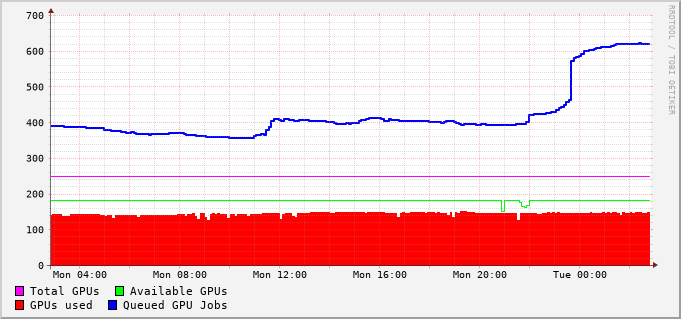 700
600
500
400
300
200
100
0
Mon 04:00 Mon 08:00 Mon 12:00 Mon 16:00 Mon 20:00 Tue 00:00
Total GPUs Available GPUs
GPUs used Queued GPU Jobs
RRDTOOL / TOBI OETIKER